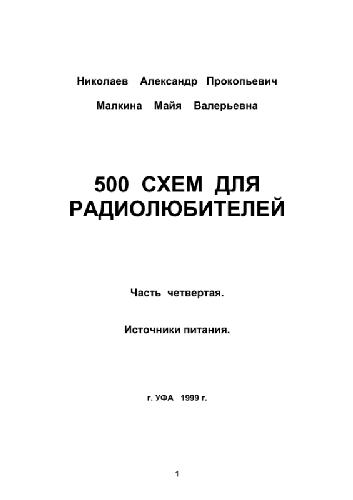 Николаев Александр Прокопьевич
Малкина Майя Валерьевна
500 СХЕМ ДЛЯ
РАДИОЛЮБИТЕЛЕЙ
Часть четвертая.
Источники питания.
г. УФА 1999 г.
1